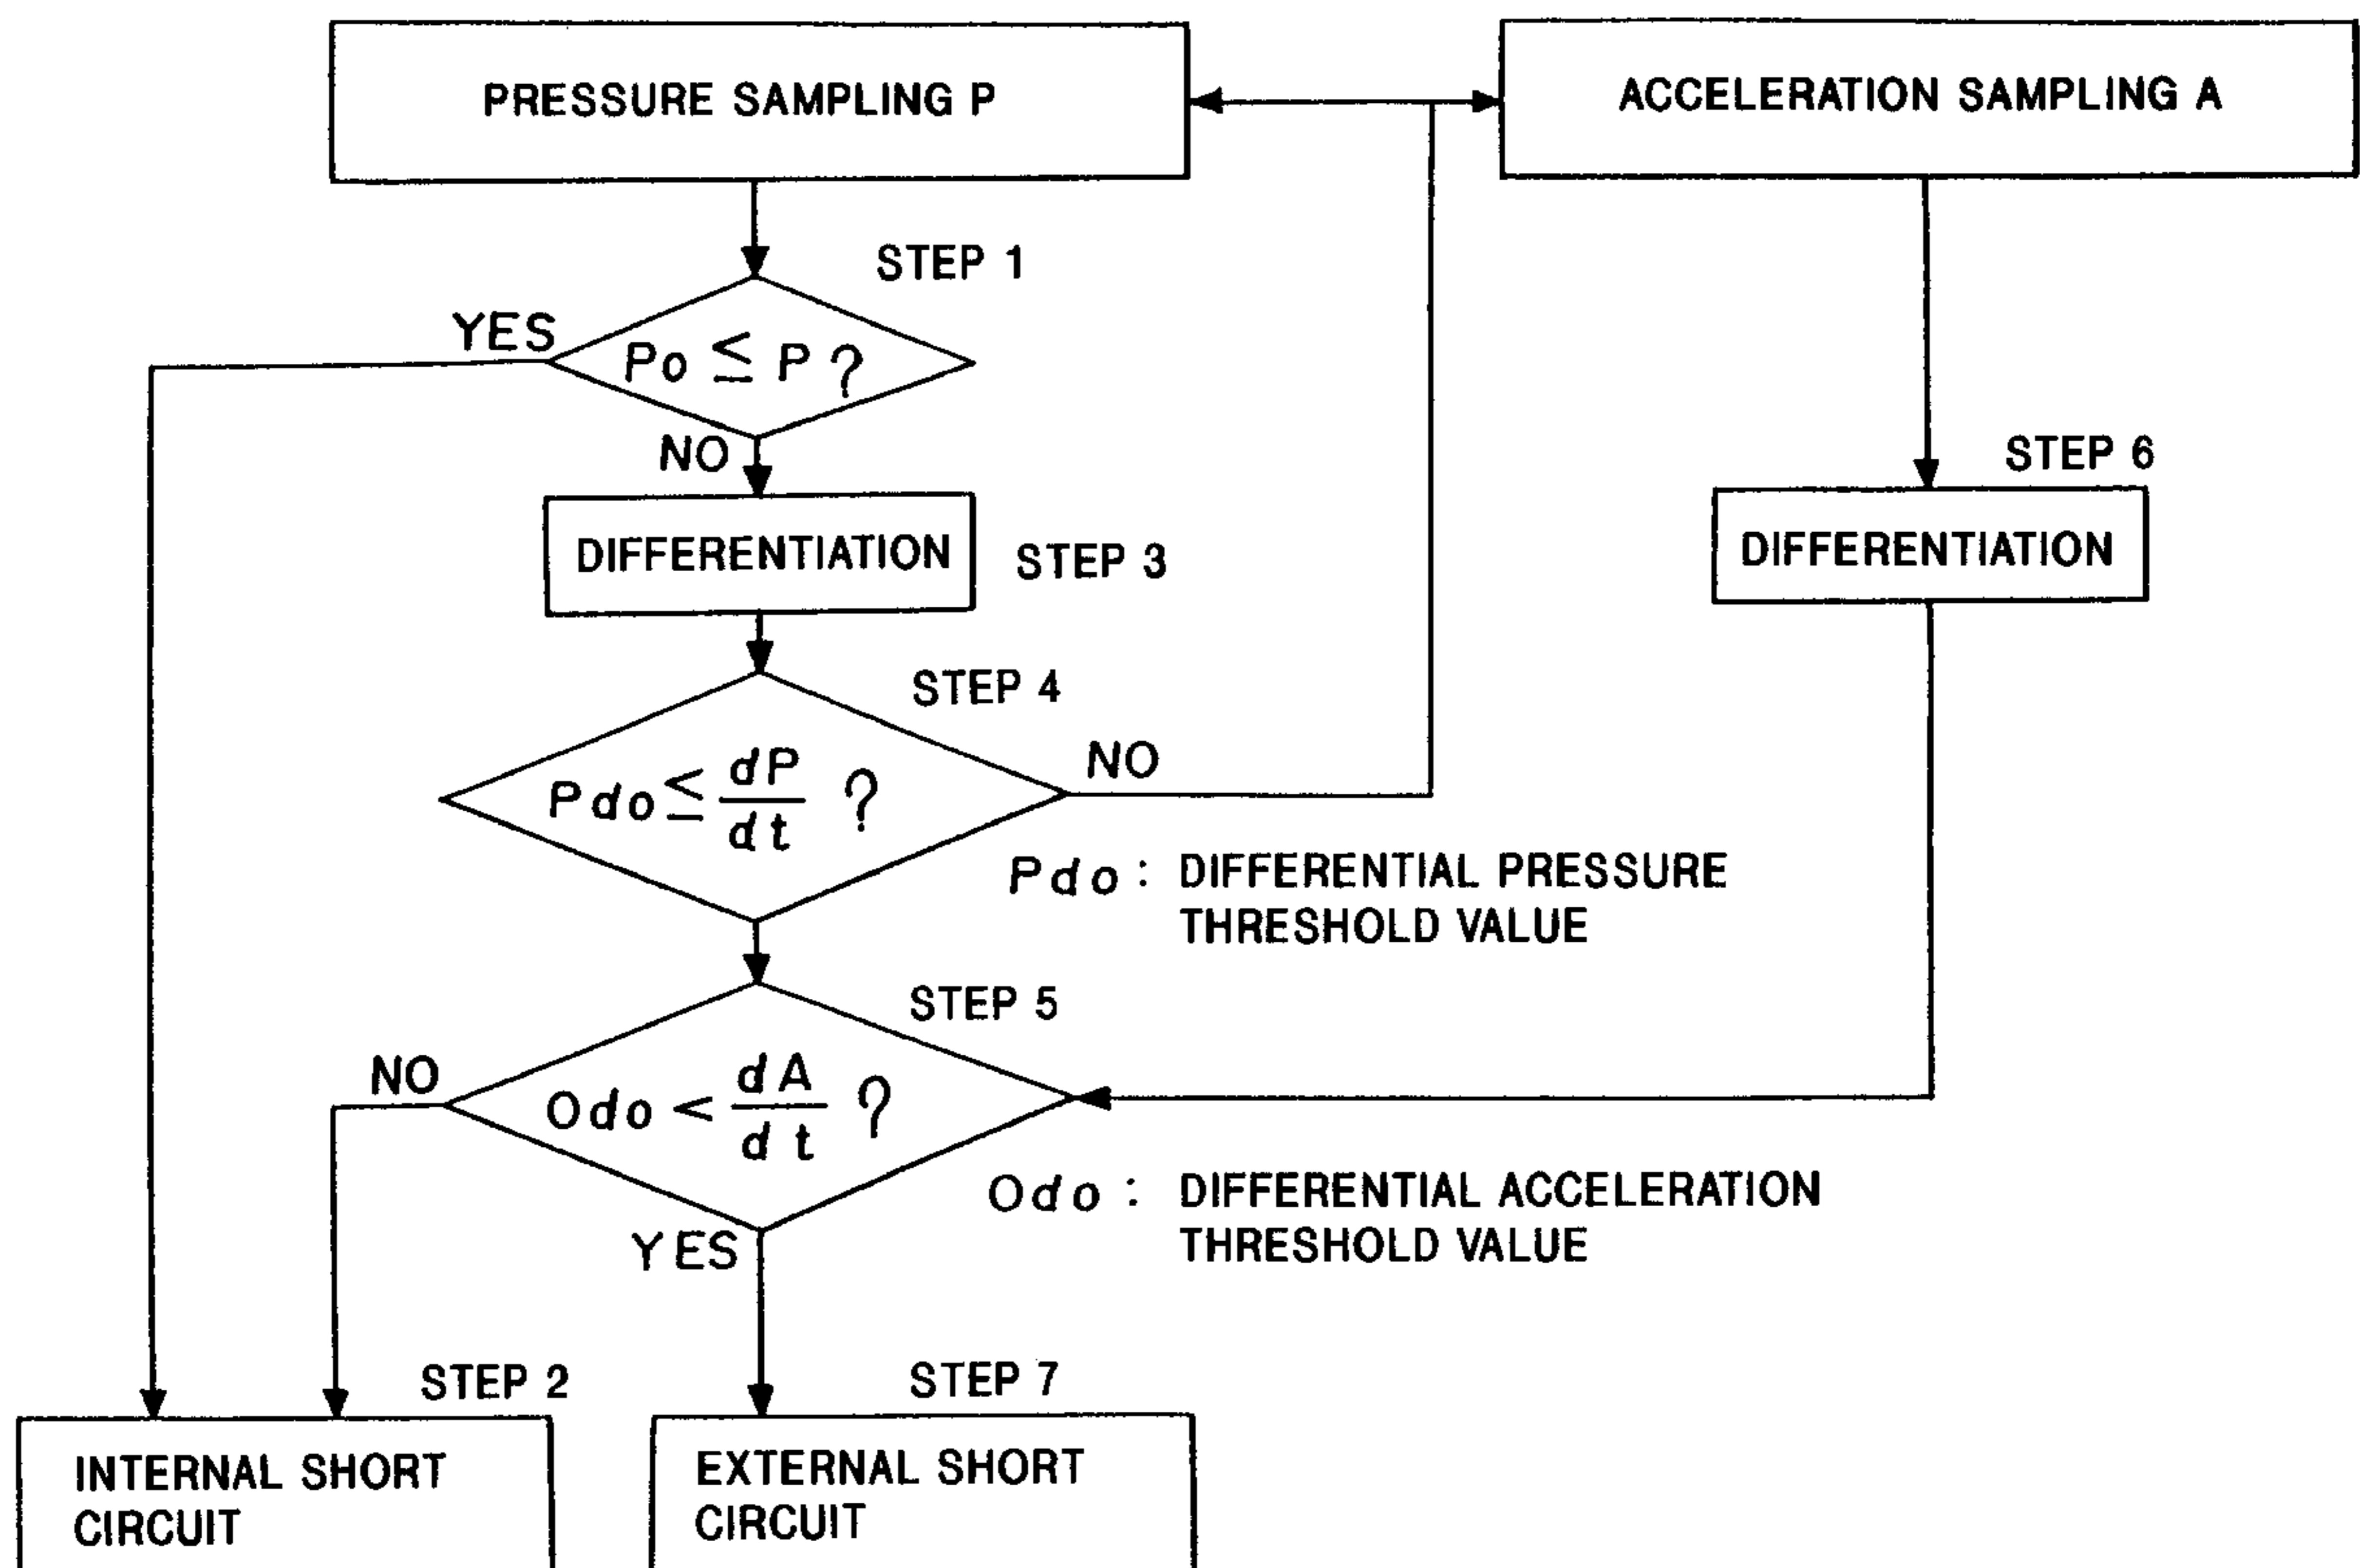 PRESSURE SAMPLING P
ACCELERATION SAMPLING A
STEP 1
YES
Po ≤ P ?
NO
STEP 6
DIFFERENTIATION
STEP 3
DIFFERENTIATION
STEP 4
NO
Pdo ≤ dP/dt ?
Pdo : DIFFERENTIAL PRESSURE
THRESHOLD VALUE
STEP 5
NO
Odo < dA/dt ?
Odo : DIFFERENTIAL ACCELERATION
THRESHOLD VALUE
YES
STEP 2
STEP 7
INTERNAL SHORT
CIRCUIT
EXTERNAL SHORT
CIRCUIT